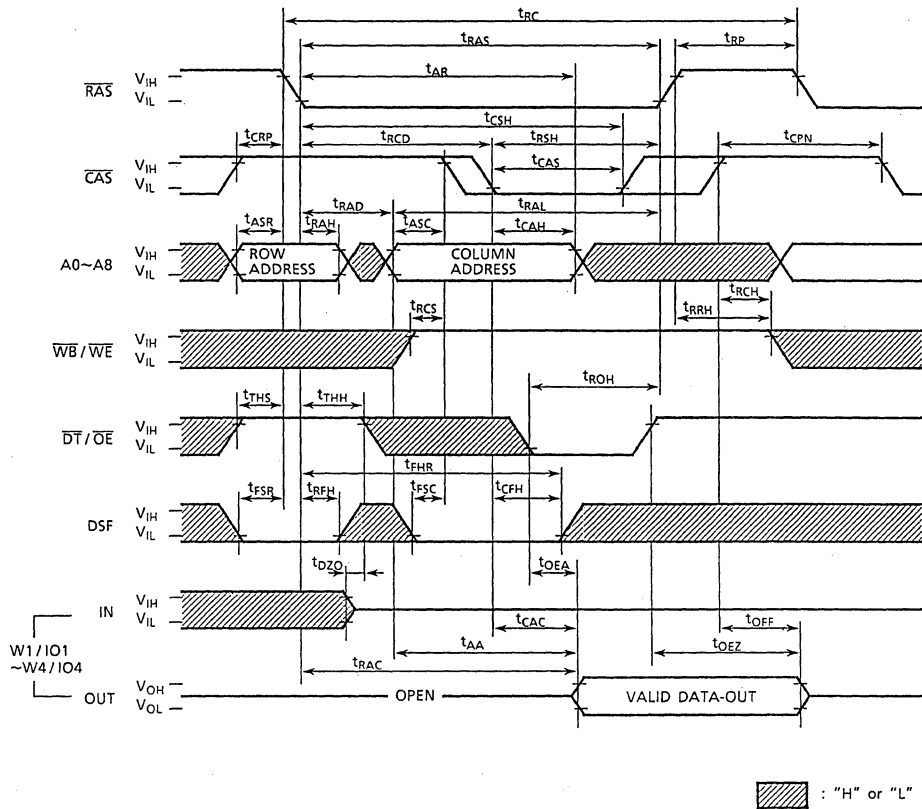 tRC
tRAS
tRP
tAR
RAS VIH
VIL
tCSH
tCRP tRCD tRSH tCPN
tCAS
CAS VIH
VIL
tRAD tRAL
tASR tRAH tASC tCAH
A0~A8 VIH
VIL
ROW ADDRESS
COLUMN ADDRESS
tRCS tRCH
tRRH
WB/WE VIH
VIL
tROH
tTHS tTHH
DT/OE VIH
VIL
tFHR
tFSR tRFH tFSC tCFH
DSF VIH
VIL
tDZO tOEA
IN VIH
VIL
tCAC tOFF
tAA tOEZ
W1/IO1
~W4/IO4
tRAC
OUT VOH
VOL
OPEN VALID DATA-OUT
: "H" or "L"